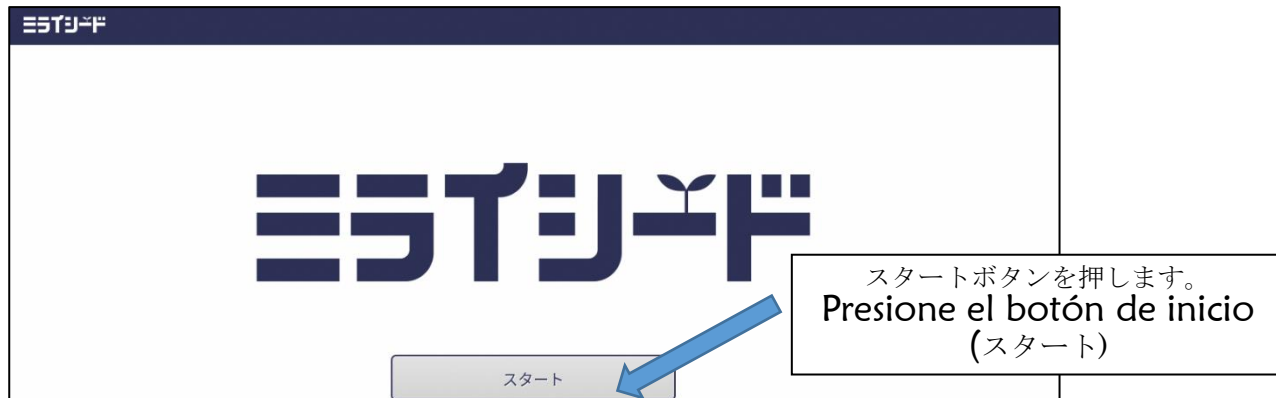 ミライシード
ミライシード
スタートボタンを押します。
Presione el botón de inicio
(スタート)
スタート